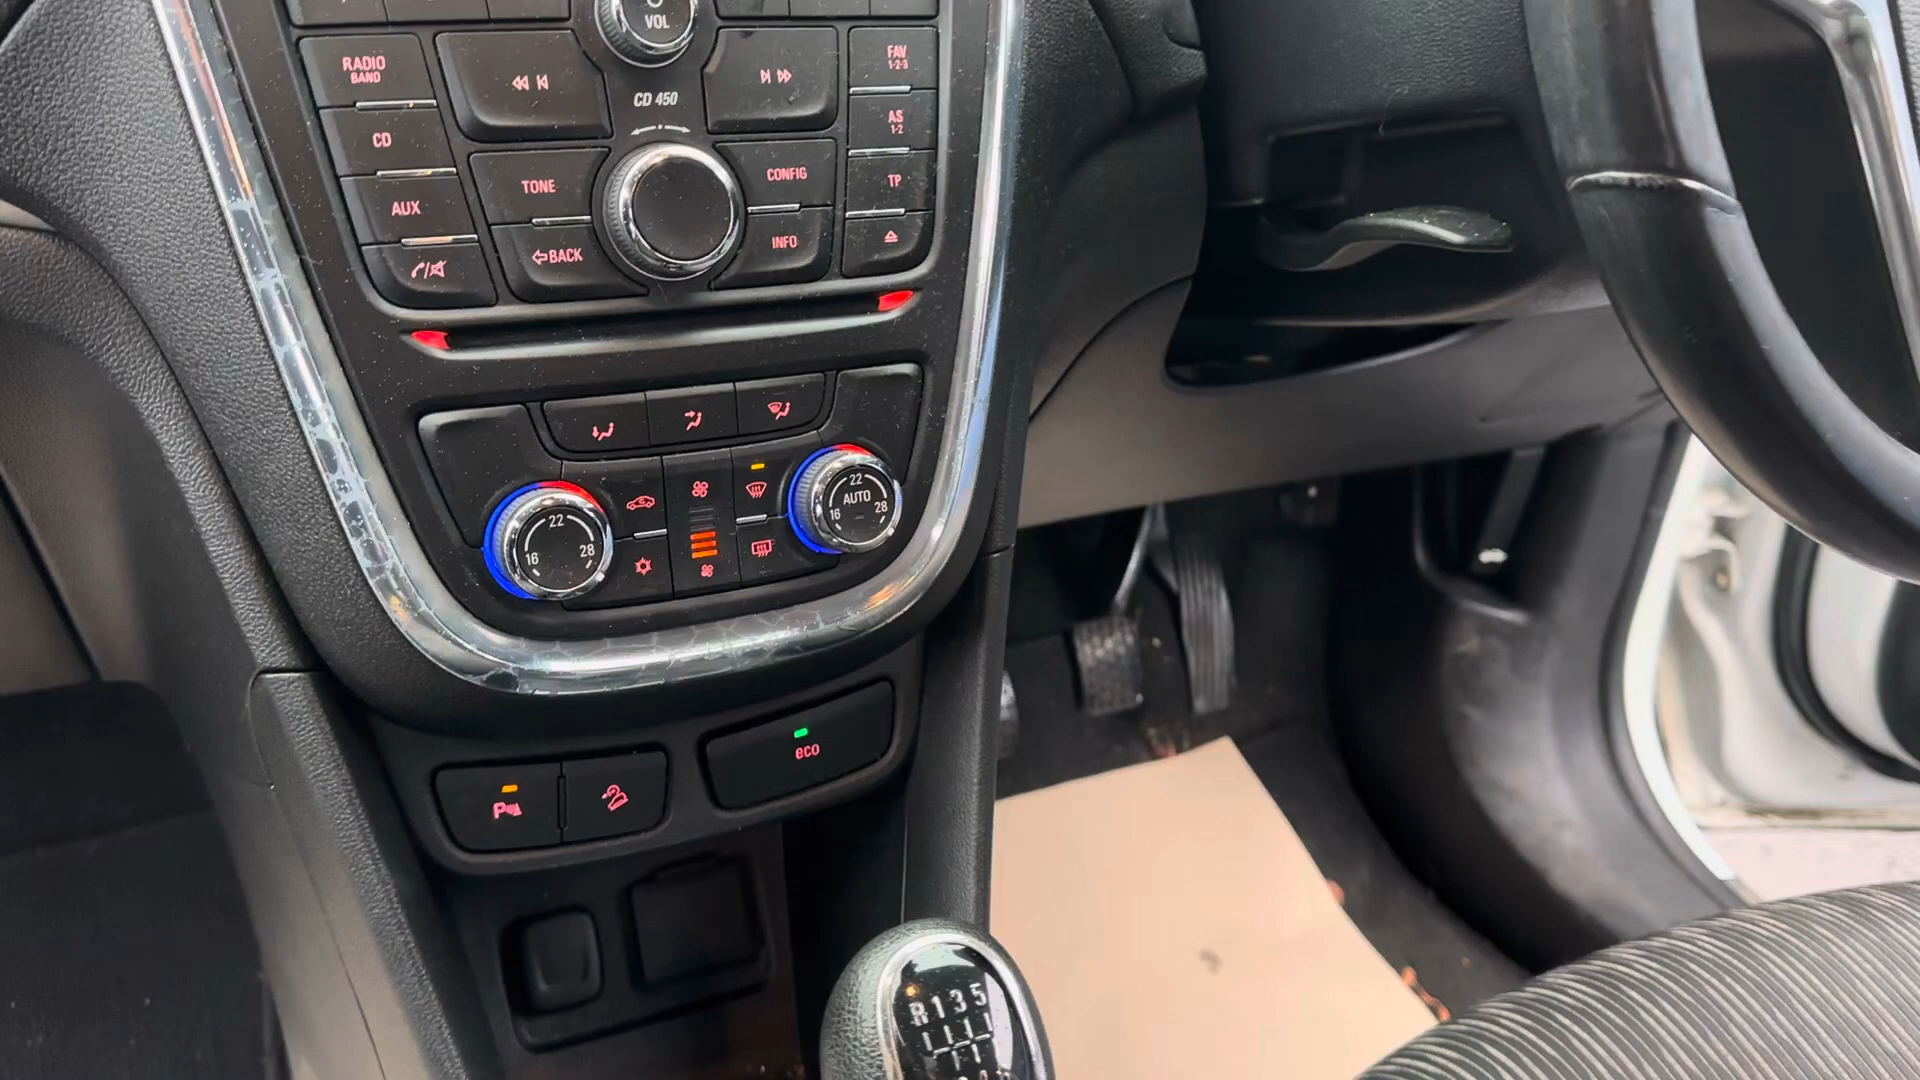 VOL
RADIO
BAND
CD 450
FAV
1-2-3
CD
AS
1-2
TONE
CONFIG
TP
AUX
BACK
INFO
22
16
28
22
AUTO
16
28
eco
P
R 1 3 5